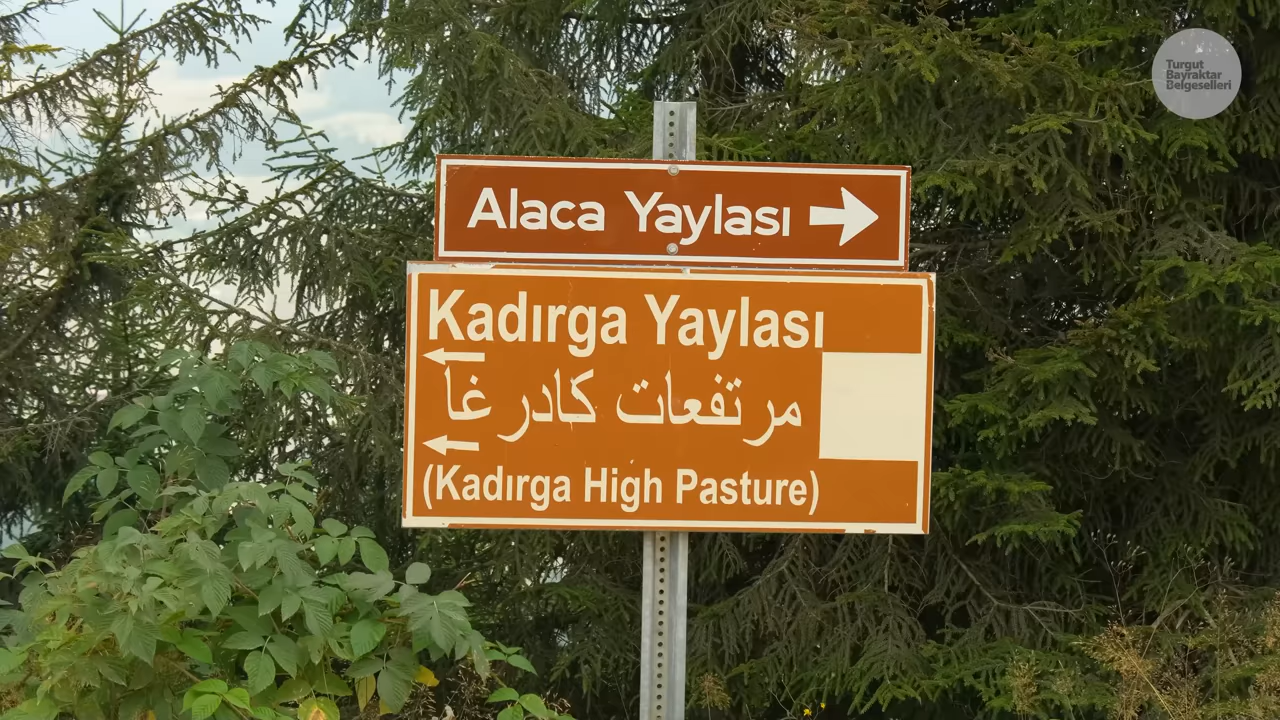 Turgut
Bayraktar
Belgeselleri
Alaca Yaylası
Kadırga Yaylası
مرتفعات كادرغا
(Kadırga High Pasture)